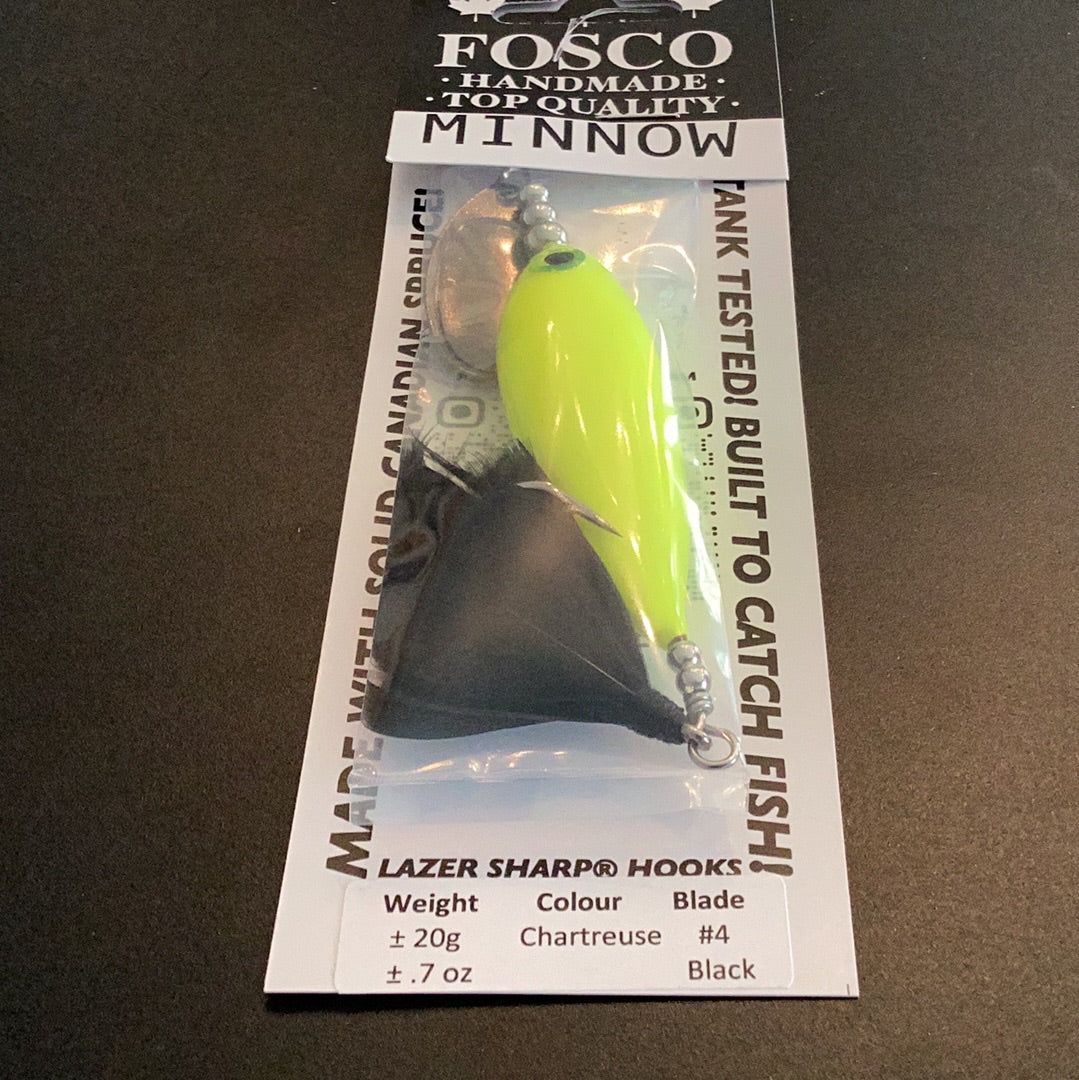 FOSCO
· HANDMADE ·
· TOP QUALITY ·
MINNOW
MADE WITH SOLID CANADIAN SPRUCE!
TANK TESTED! BUILT TO CATCH FISH!
LAZER SHARP® HOOKS
Weight Colour Blade
± 20g Chartreuse #4
± .7 oz Black